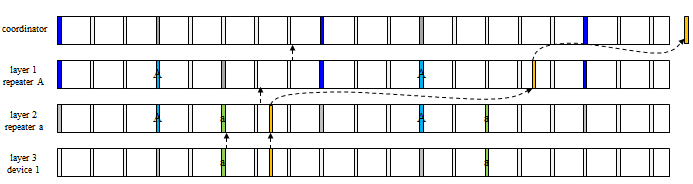 coordinator
layer 1
repeater A
A
A
layer 2
repeater a
A
a
A
a
layer 3
device 1
a
a